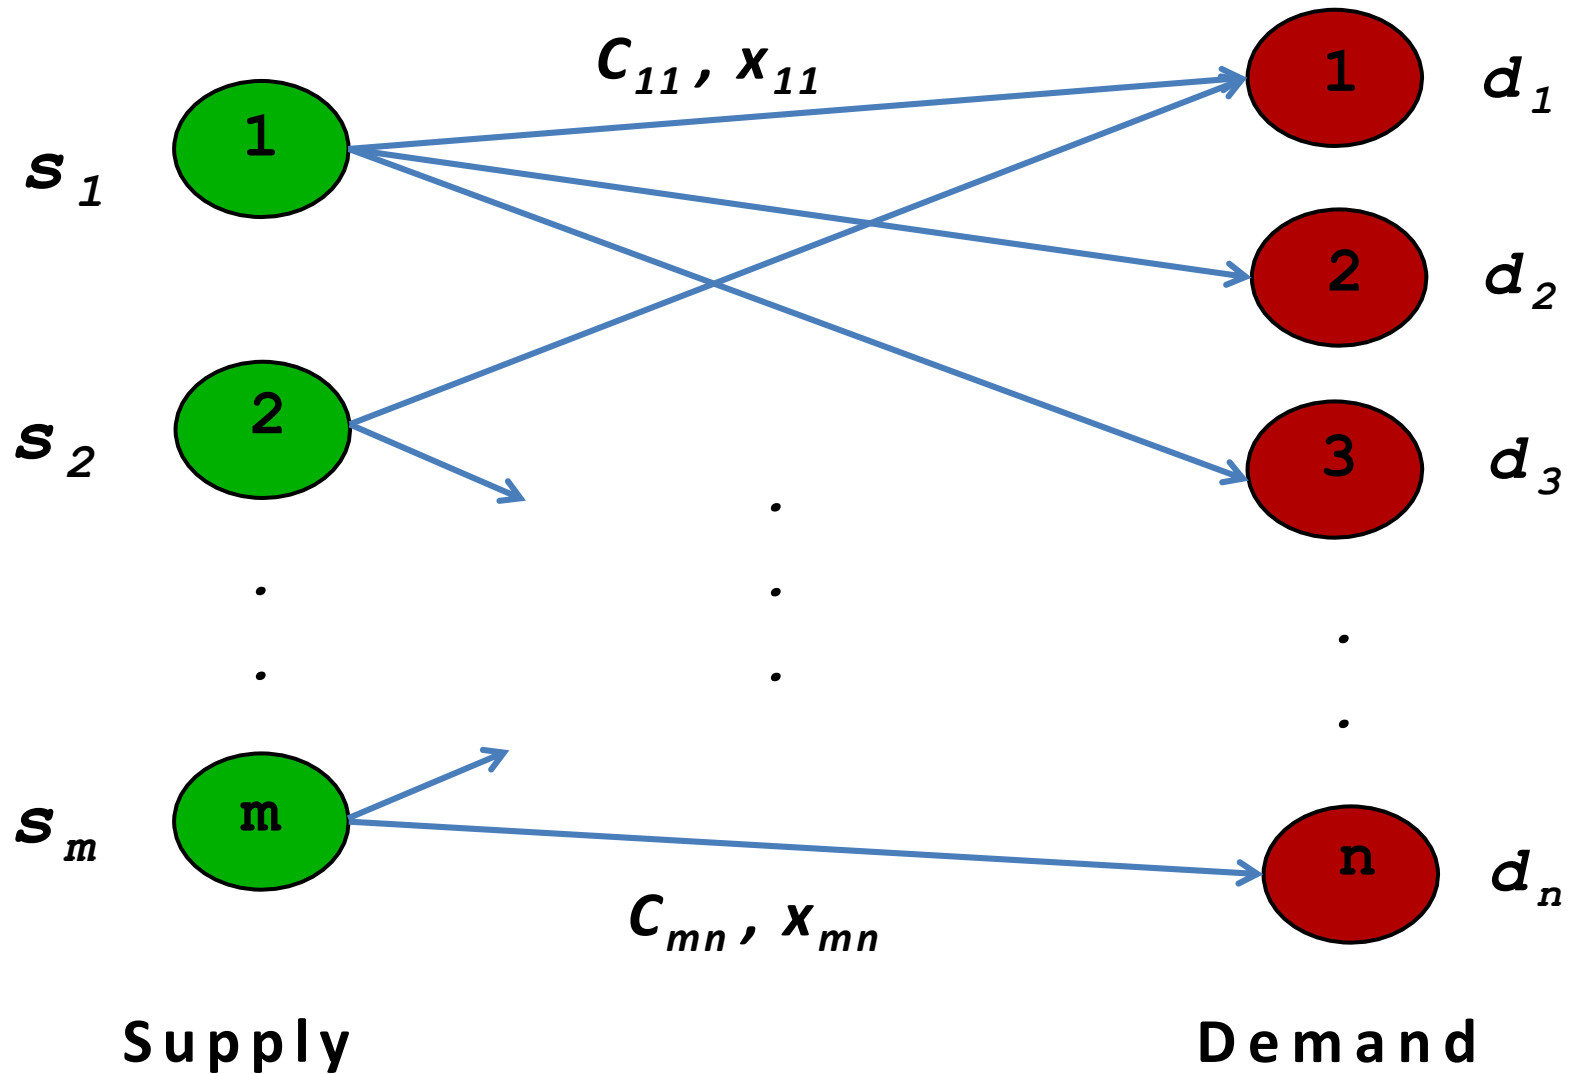 C11 , x11
1
d1
s1
1
2
d2
s2
2
3
d3
.
.
.
.
.
.
.
sm
m
n
dn
Cmn , xmn
Supply
Demand